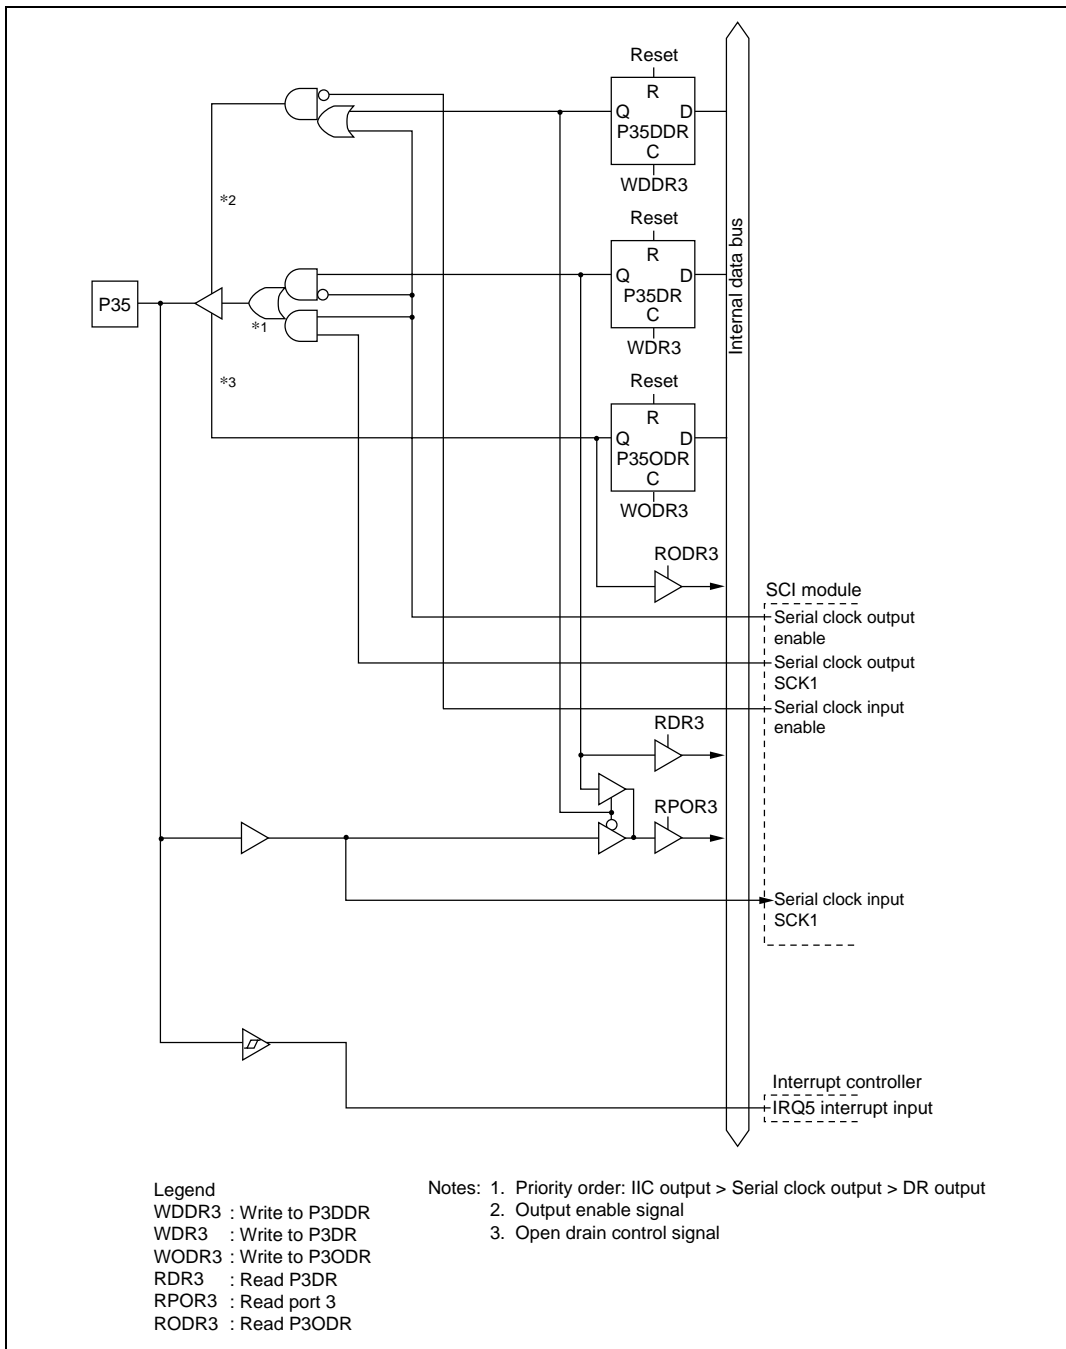 Reset
R
Q D
P35DDR
C
WDDR3
*2
Reset
R
Q D
P35DR
C
WDR3
Internal data bus
P35
*1
*3
Reset
R
Q D
P35ODR
C
WODR3
RODR3
SCI module
Serial clock output
enable
Serial clock output
SCK1
Serial clock input
enable
RDR3
RPOR3
Serial clock input
SCK1
Interrupt controller
IRQ5 interrupt input
Legend
WDDR3 : Write to P3DDR
WDR3 : Write to P3DR
WODR3 : Write to P3ODR
RDR3 : Read P3DR
RPOR3 : Read port 3
RODR3 : Read P3ODR
Notes: 1. Priority order: IIC output > Serial clock output > DR output
2. Output enable signal
3. Open drain control signal